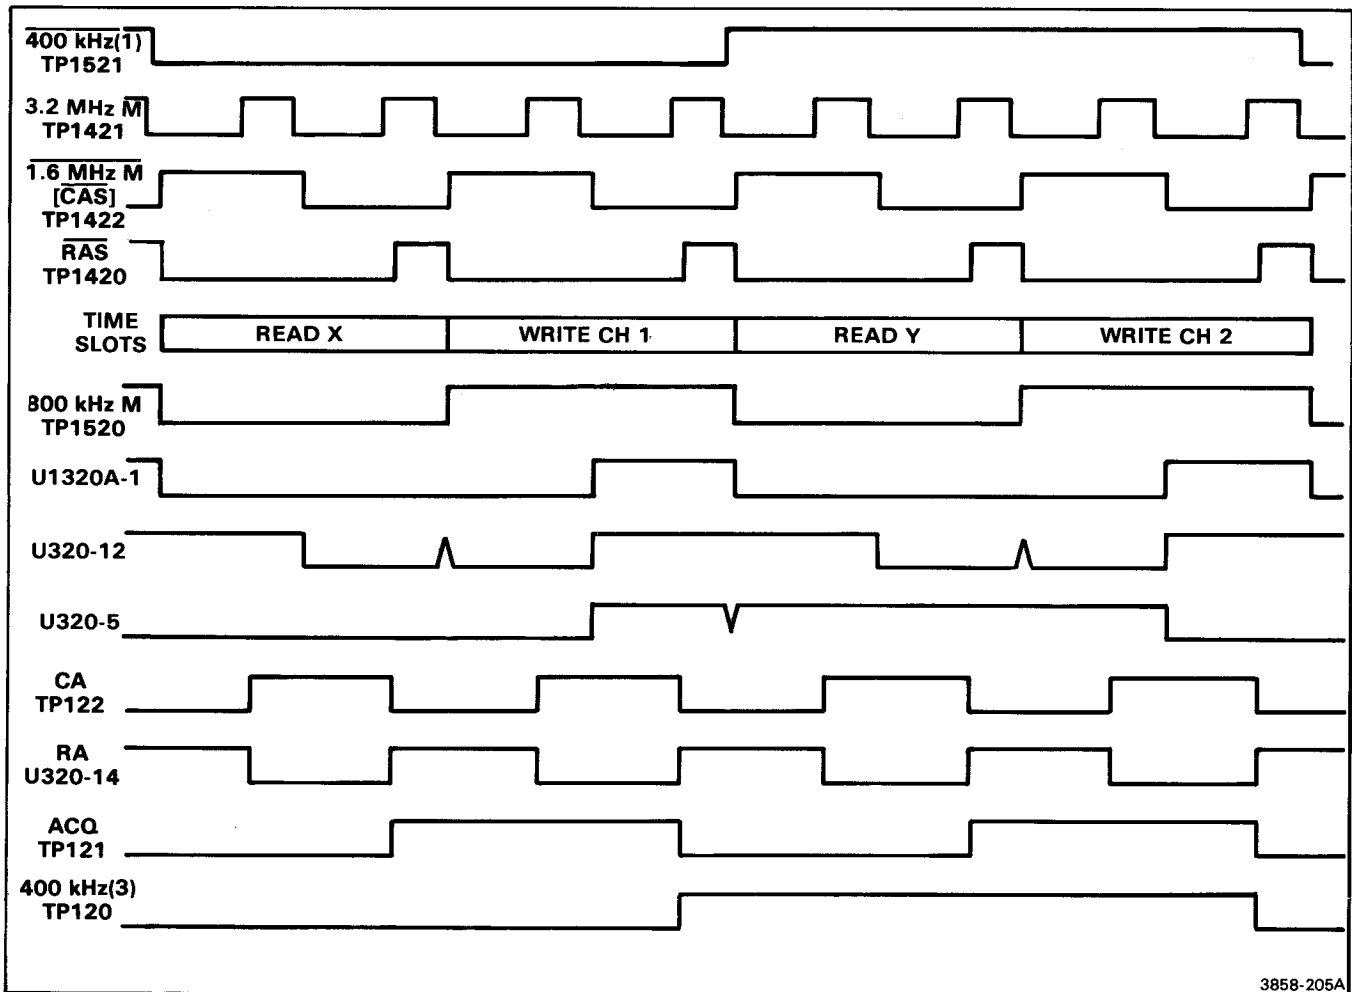 400 kHz(1)
TP1521
3.2 MHz M
TP1421
1.6 MHz M
[CAS]
TP1422
RAS
TP1420
TIME
SLOTS
READ X
WRITE CH 1
READ Y
WRITE CH 2
800 kHz M
TP1520
U1320A-1
U320-12
U320-5
CA
TP122
RA
U320-14
ACQ
TP121
400 kHz(3)
TP120
3858-205A